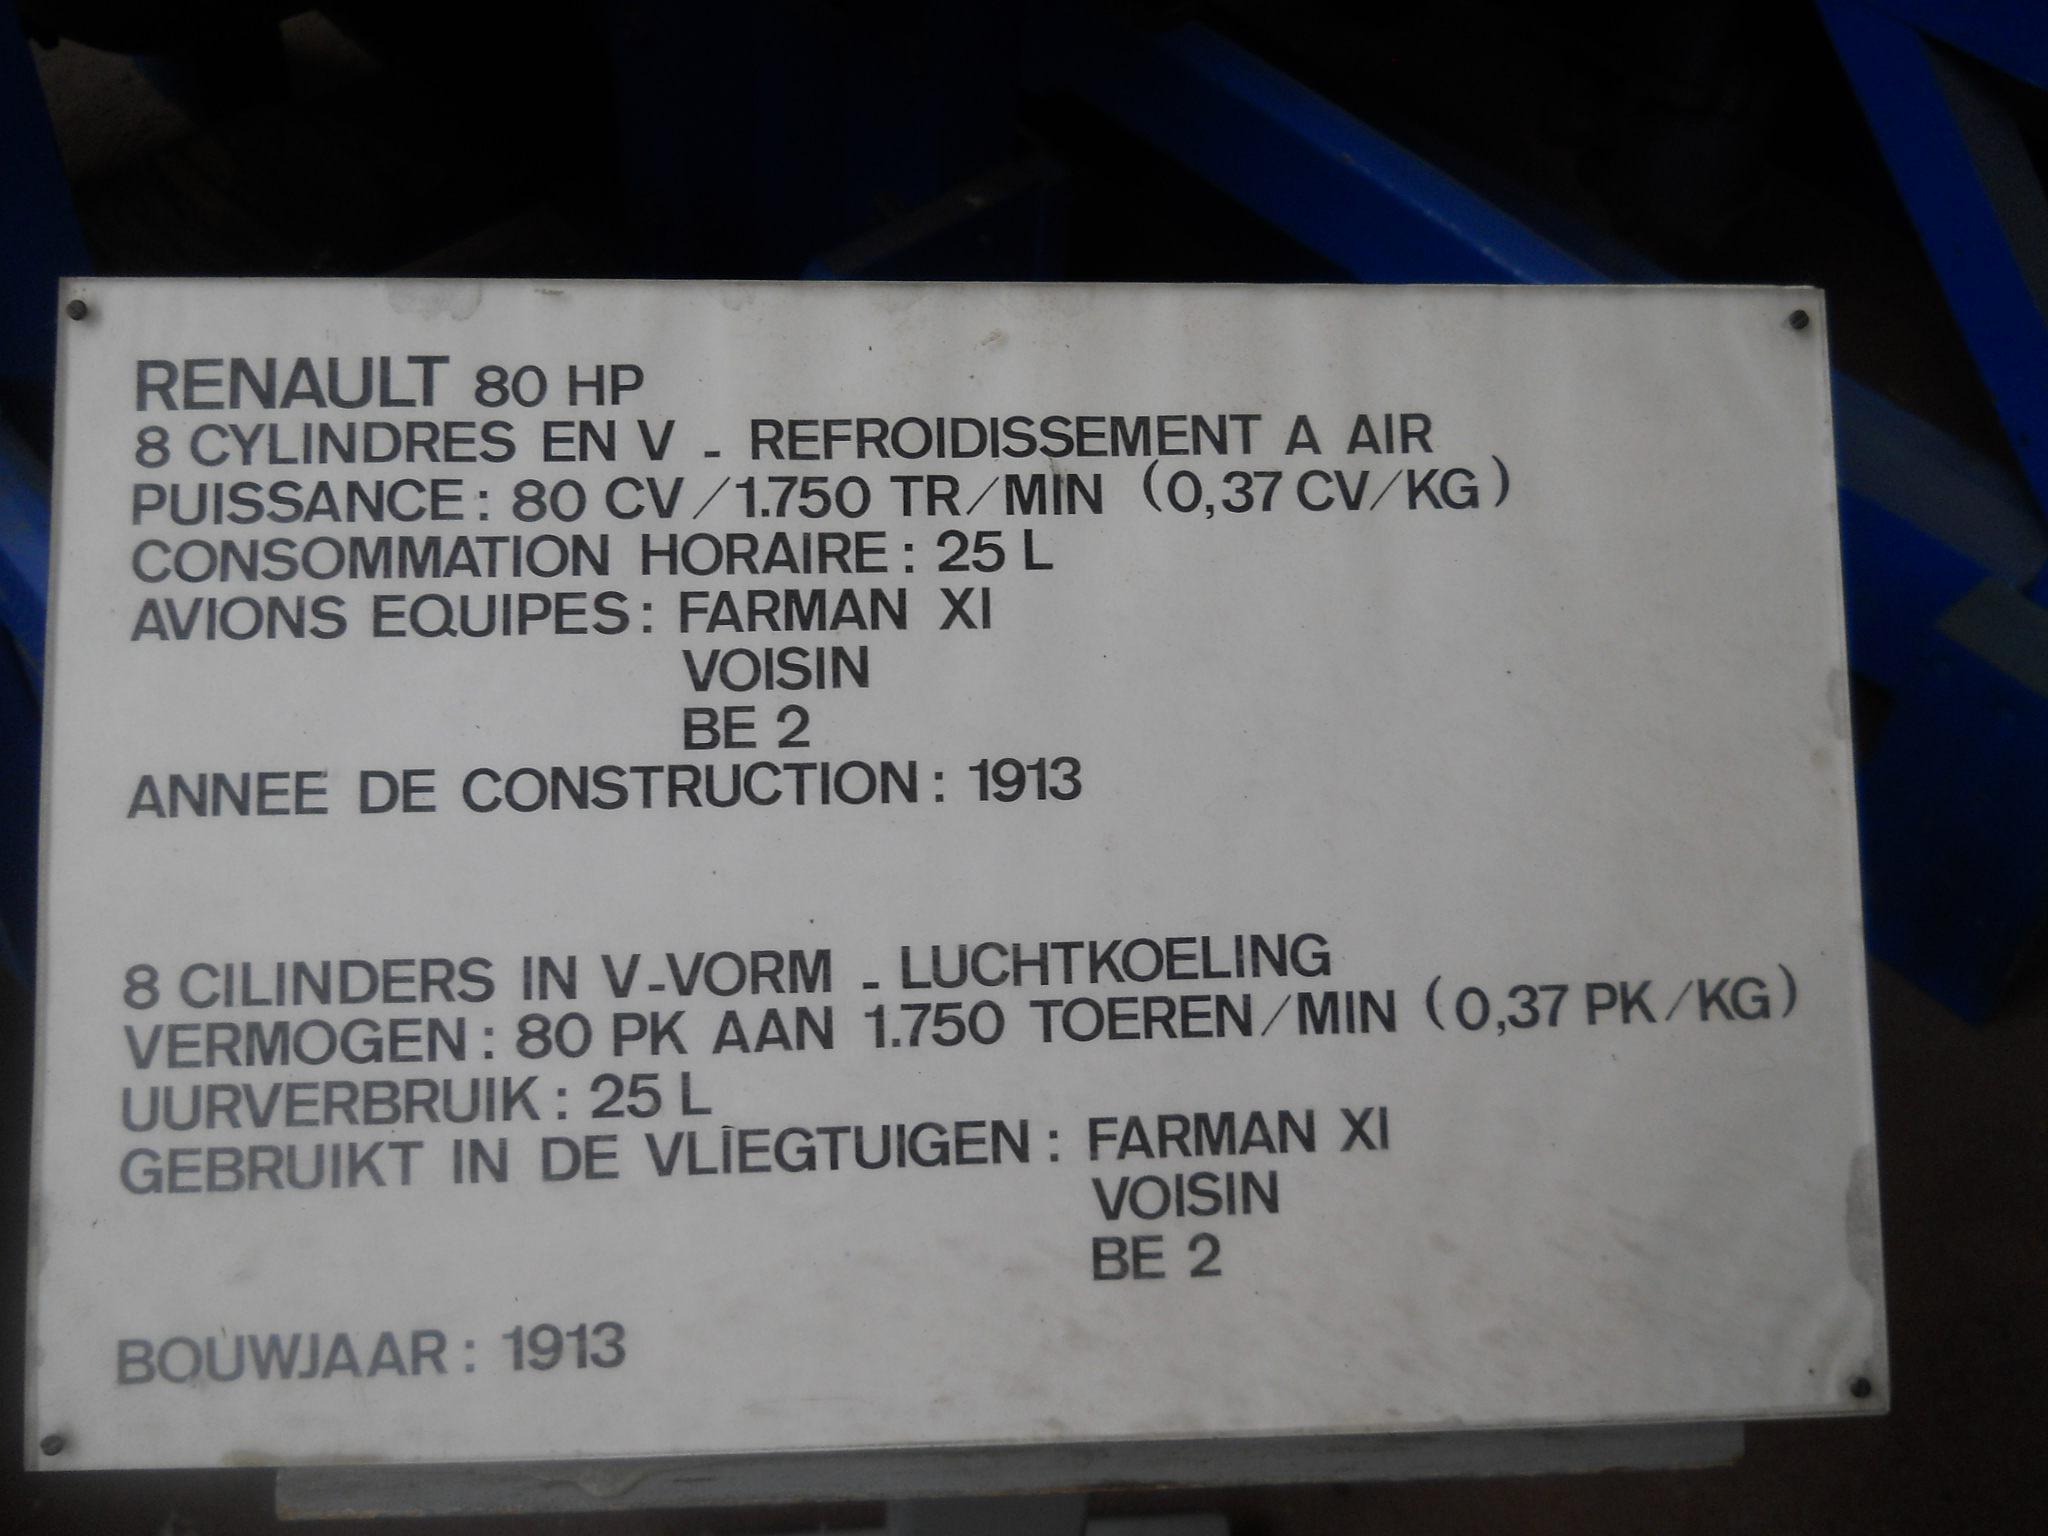 RENAULT 80 HP
8 CYLINDRES EN V - REFROIDISSEMENT A AIR
PUISSANCE : 80 CV/1.750 TR/MIN (0,37 CV/KG)
CONSOMMATION HORAIRE : 25 L
AVIONS EQUIPES : FARMAN XI
VOISIN
BE 2
ANNEE DE CONSTRUCTION : 1913
8 CILINDERS IN V-VORM - LUCHTKOELING
VERMOGEN : 80 PK AAN 1.750 TOEREN/MIN (0,37 PK/KG)
UURVERBRUIK : 25 L
GEBRUIKT IN DE VLIEGTUIGEN : FARMAN XI
VOISIN
BE 2
BOUWJAAR : 1913